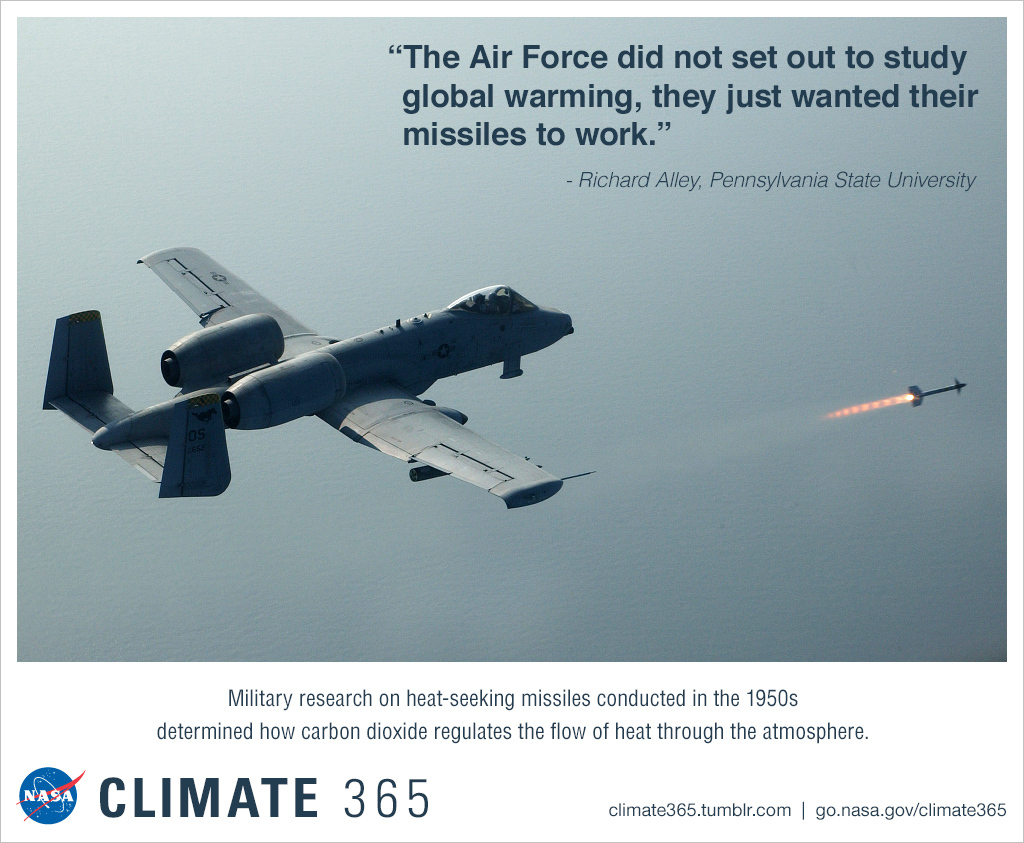 “The Air Force did not set out to study
global warming, they just wanted their
missiles to work.”
- Richard Alley, Pennsylvania State University
OS
Military research on heat-seeking missiles conducted in the 1950s
determined how carbon dioxide regulates the flow of heat through the atmosphere.
NASA
CLIMATE 365
climate365.tumblr.com | go.nasa.gov/climate365